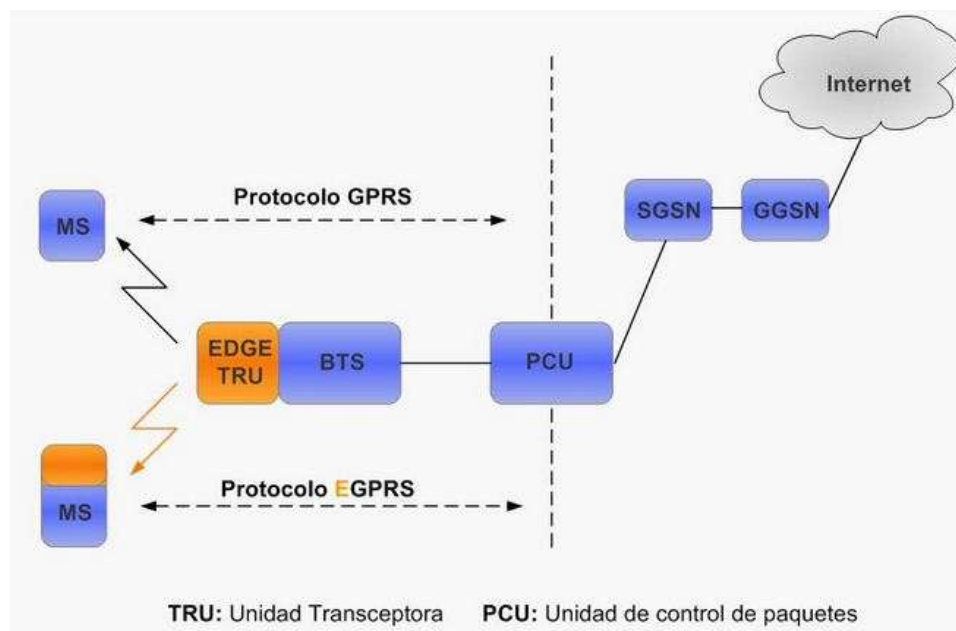 Internet
Protocolo GPRS
MS
SGSN
GGSN
EDGE
TRU
BTS
PCU
Protocolo EGPRS
MS
TRU: Unidad Transceptora PCU: Unidad de control de paquetes